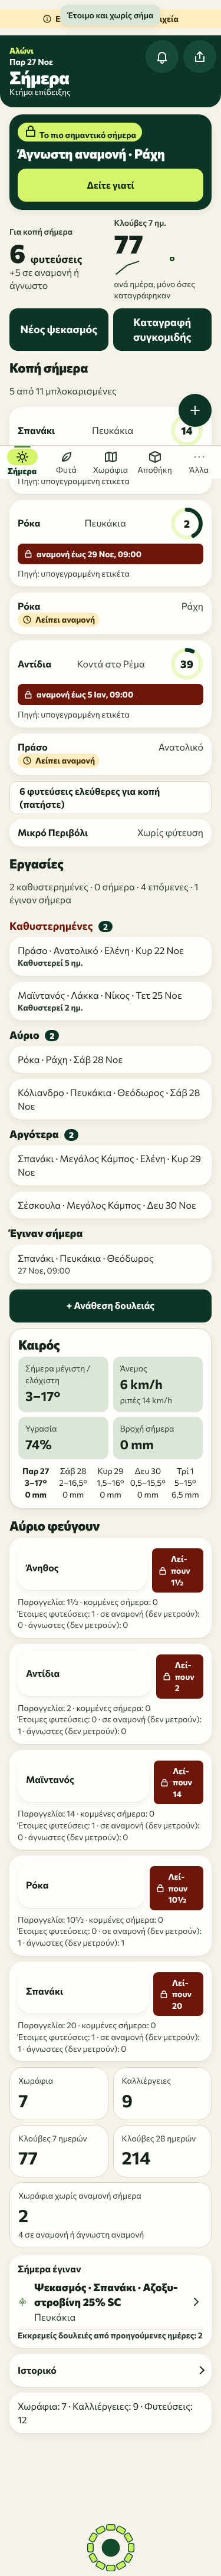 Έτοιμο και χωρίς σήμα
Αλώνι
Παρ 27 Νοε
Σήμερα
Κτήμα επίδειξης
Το πιο σημαντικό σήμερα
Άγνωστη αναμονή · Ράχη
Δείτε γιατί
Για κοπή σήμερα
6 φυτεύσεις
+5 σε αναμονή ή
άγνωστο
Κλούβες 7 ημ.
77
ανά ημέρα, μόνο όσες
καταγράφηκαν
Νέος ψεκασμός
Καταγραφή
συγκομιδής
Κοπή σήμερα
5 από 11 μπλοκαρισμένες
Σπανάκι
Πευκάκια
14
+
Σήμερα
Φυτά
Χωράφια
Αποθήκη
Άλλα
Πηγή: υπογεγραμμένη ετικέτα
Ρόκα
Πευκάκια
2
αναμονή έως 29 Νοε, 09:00
Πηγή: υπογεγραμμένη ετικέτα
Ρόκα
Ράχη
Λείπει αναμονή
Αντίδια
Κοντά στο Ρέμα
39
αναμονή έως 5 Ιαν, 09:00
Πηγή: υπογεγραμμένη ετικέτα
Πράσο
Ανατολικό
Λείπει αναμονή
6 φυτεύσεις ελεύθερες για κοπή
(πατήστε)
Μικρό Περιβόλι
Χωρίς φύτευση
Εργασίες
2 καθυστερημένες · 0 σήμερα · 4 επόμενες · 1
έγιναν σήμερα
Καθυστερημένες 2
Πράσο · Ανατολικό · Ελένη · Κυρ 22 Νοε
Καθυστερεί 5 ημ.
Μαϊντανός · Λάκκα · Νίκος · Τετ 25 Νοε
Καθυστερεί 2 ημ.
Αύριο 2
Ρόκα · Ράχη · Σάβ 28 Νοε
Κόλιανδρο · Πευκάκια · Θεόδωρος · Σάβ 28
Νοε
Αργότερα 2
Σπανάκι · Μεγάλος Κάμπος · Ελένη · Κυρ 29
Νοε
Σέσκουλα · Μεγάλος Κάμπος · Δευ 30 Νοε
Έγιναν σήμερα
Σπανάκι · Πευκάκια · Θεόδωρος
27 Νοε, 09:00
+ Ανάθεση δουλειάς
Καιρός
Σήμερα μέγιστη /
ελάχιστη
3–17°
Άνεμος
6 km/h
ριπές 14 km/h
Υγρασία
74%
Βροχή σήμερα
0 mm
Παρ 27 Σάβ 28 Κυρ 29 Δευ 30 Τρί 1
3–17° 2–16,5° 1,5–16° 0,5–15,5° 5–15°
0 mm 0 mm 0 mm 0 mm 6,5 mm
Αύριο φεύγουν
Άνηθος
Λεί-
πουν
1½
Παραγγελία: 1½ · κομμένες σήμερα: 0
Έτοιμες φυτεύσεις: 1 · σε αναμονή (δεν μετρούν):
0 · άγνωστες (δεν μετρούν): 0
Αντίδια
Λεί-
πουν
2
Παραγγελία: 2 · κομμένες σήμερα: 0
Έτοιμες φυτεύσεις: 0 · σε αναμονή (δεν μετρούν):
1 · άγνωστες (δεν μετρούν): 0
Μαϊντανός
Λεί-
πουν
14
Παραγγελία: 14 · κομμένες σήμερα: 0
Έτοιμες φυτεύσεις: 1 · σε αναμονή (δεν μετρούν):
0 · άγνωστες (δεν μετρούν): 0
Ρόκα
Λεί-
πουν
10½
Παραγγελία: 10½ · κομμένες σήμερα: 0
Έτοιμες φυτεύσεις: 0 · σε αναμονή (δεν μετρούν):
1 · άγνωστες (δεν μετρούν): 1
Σπανάκι
Λεί-
πουν
20
Παραγγελία: 20 · κομμένες σήμερα: 0
Έτοιμες φυτεύσεις: 1 · σε αναμονή (δεν μετρούν):
1 · άγνωστες (δεν μετρούν): 0
Χωράφια
7
Καλλιέργειες
9
Κλούβες 7 ημερών
77
Κλούβες 28 ημερών
214
Χωράφια χωρίς αναμονή σήμερα
2
4 σε αναμονή ή άγνωστη αναμονή
Σήμερα έγιναν
Ψεκασμός · Σπανάκι · Αζοξυ-
στροβίνη 25% SC
Πευκάκια
Εκκρεμείς δουλειές από προηγούμενες ημέρες: 2
Ιστορικό
Χωράφια: 7 · Καλλιέργειες: 9 · Φυτεύσεις:
12